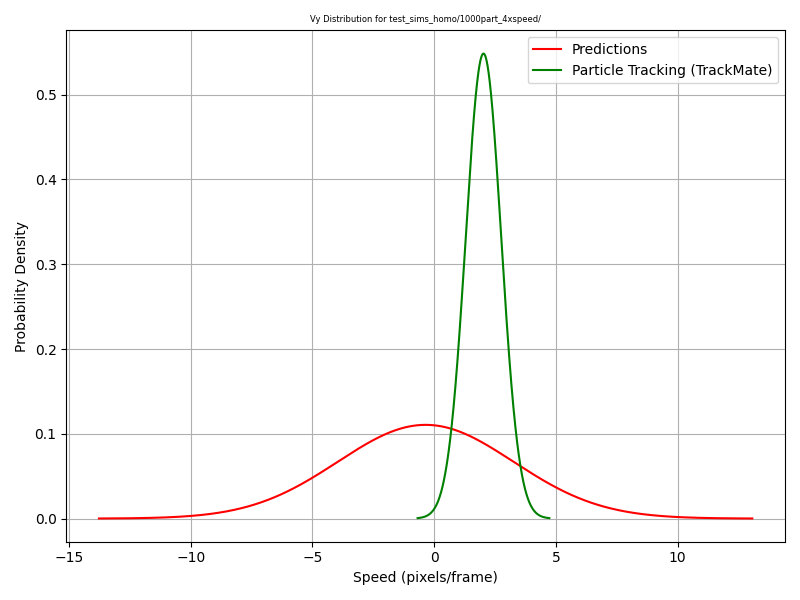 Vy Distribution for test_sims_homo/1000part_4xspeed/
Predictions
Particle Tracking (TrackMate)
Probability Density
0.5
0.4
0.3
0.2
0.1
0.0
−15
−10
−5
0
5
10
Speed (pixels/frame)